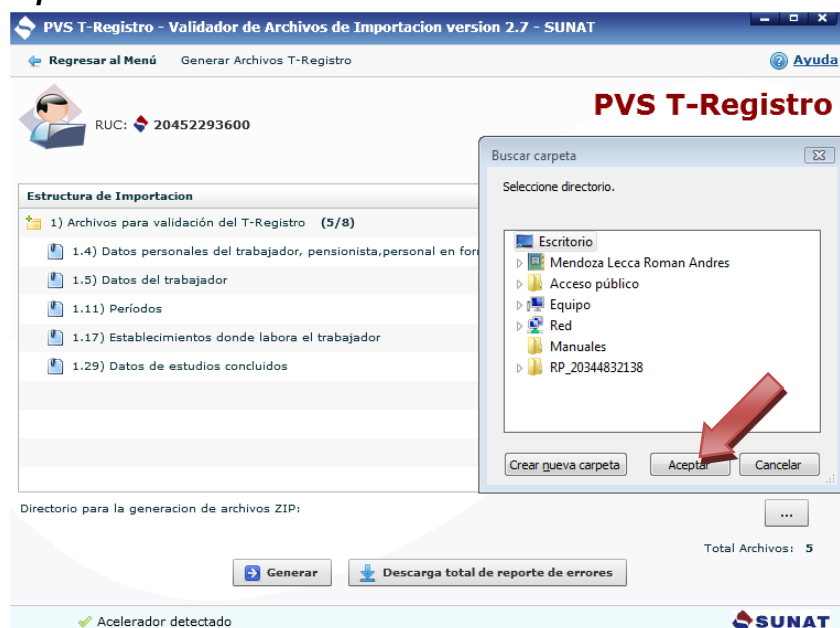 PVS T-Registro - Validador de Archivos de Importacion version 2.7 - SUNAT
Regresar al Menú Generar Archivos T-Registro Ayuda
PVS T-Registro
RUC: 20452293600
Buscar carpeta
Seleccione directorio.
Escritorio
Mendoza Lecca Roman Andres
Acceso público
Equipo
Red
Manuales
RP_20344832138
Crear nueva carpeta Aceptar Cancelar
Estructura de Importacion
1) Archivos para validación del T-Registro (5/8)
1.4) Datos personales del trabajador, pensionista,personal en for
1.5) Datos del trabajador
1.11) Períodos
1.17) Establecimientos donde labora el trabajador
1.29) Datos de estudios concluidos
Directorio para la generacion de archivos ZIP: ...
Total Archivos: 5
Generar Descarga total de reporte de errores
Acelerador detectado SUNAT